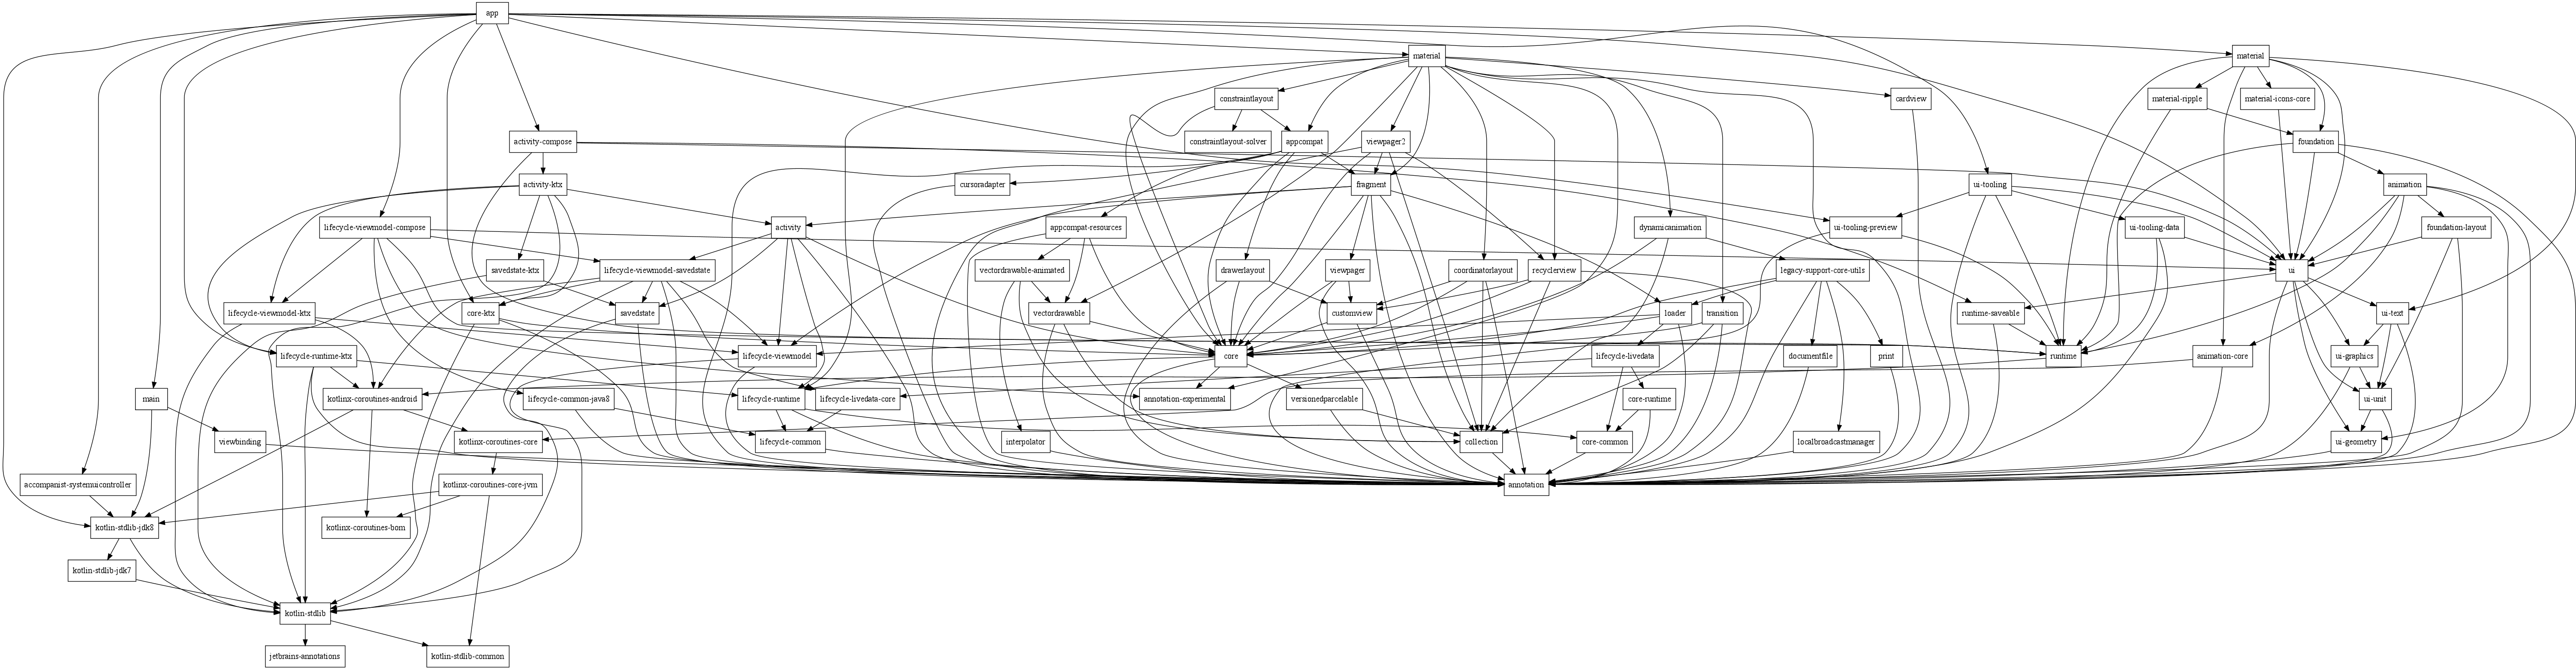 app
material
material
constraintlayout
cardview
material-ripple
material-icons-core
activity-compose
constraintlayout-solver
appcompat
viewpager2
foundation
activity-ktx
cursoradapter
fragment
ui-tooling
animation
lifecycle-viewmodel-compose
activity
appcompat-resources
dynamicanimation
ui-tooling-preview
ui-tooling-data
foundation-layout
savedstate-ktx
lifecycle-viewmodel-savedstate
vectordrawable-animated
drawerlayout
viewpager
coordinatorlayout
recyclerview
legacy-support-core-utils
ui
lifecycle-viewmodel-ktx
core-ktx
savedstate
vectordrawable
customview
loader
transition
runtime-saveable
ui-text
lifecycle-runtime-ktx
lifecycle-viewmodel
core
lifecycle-livedata
documentfile
print
runtime
animation-core
ui-graphics
main
kotlinx-coroutines-android
lifecycle-common-java8
lifecycle-runtime
lifecycle-livedata-core
annotation-experimental
versionedparcelable
core-runtime
ui-unit
viewbinding
kotlinx-coroutines-core
lifecycle-common
interpolator
collection
core-common
localbroadcastmanager
ui-geometry
accompanist-systemuicontroller
kotlinx-coroutines-core-jvm
annotation
kotlin-stdlib-jdk8
kotlinx-coroutines-bom
kotlin-stdlib-jdk7
kotlin-stdlib
jetbrains-annotations
kotlin-stdlib-common